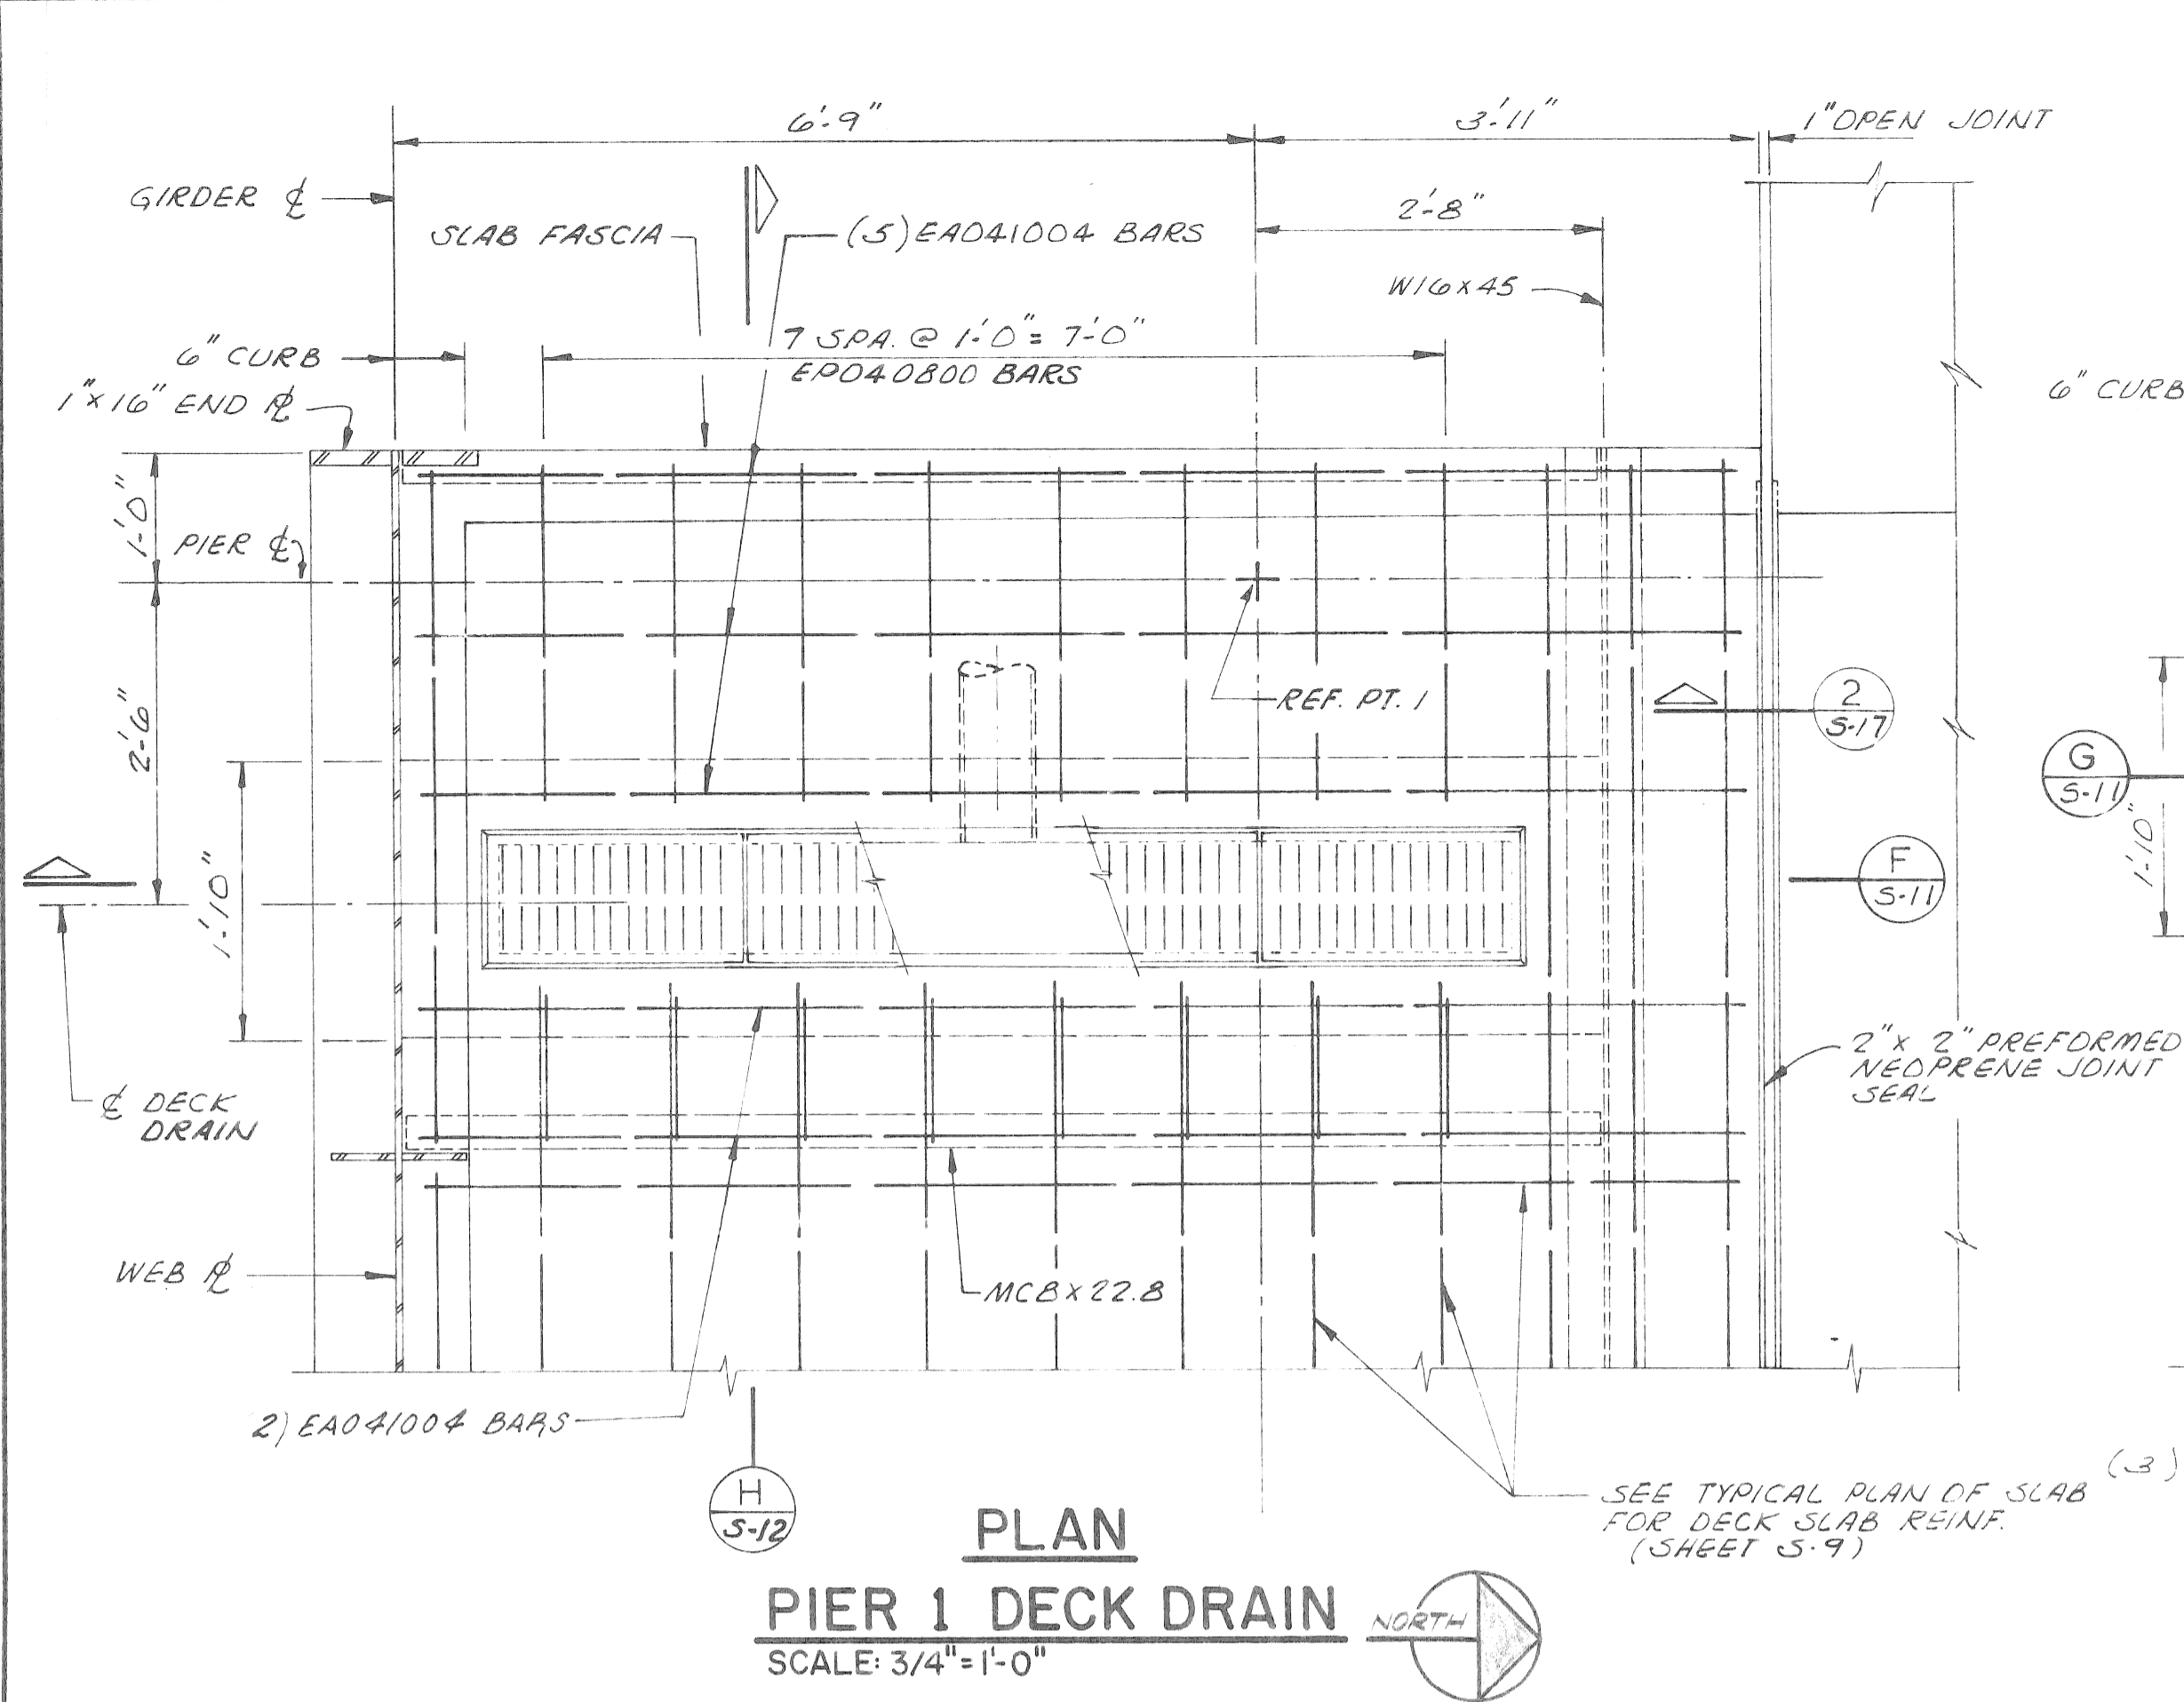 6'-9"
3'-11"
1" OPEN JOINT
GIRDER ℄
SLAB FASCIA
(5) EA041004 BARS
2'-8"
W16x45
7 SPA. @ 1'-0" = 7'-0"
EP040800 BARS
6" CURB
6" CURB
1"x16" END ⅊
1'-0"
PIER ℄
2'-6"
REF. PT. 1
2
S-17
G
S-11
1'-10"
1'-10"
F
S-11
℄ DECK
DRAIN
2" x 2" PREFORMED
NEOPRENE JOINT
SEAL
WEB ⅊
MC8x22.8
2) EA041004 BARS
H
S-12
(3)
SEE TYPICAL PLAN OF SLAB
FOR DECK SLAB REINF.
(SHEET S-9)
PLAN
PIER 1 DECK DRAIN
SCALE: 3/4"=1'-0"
NORTH